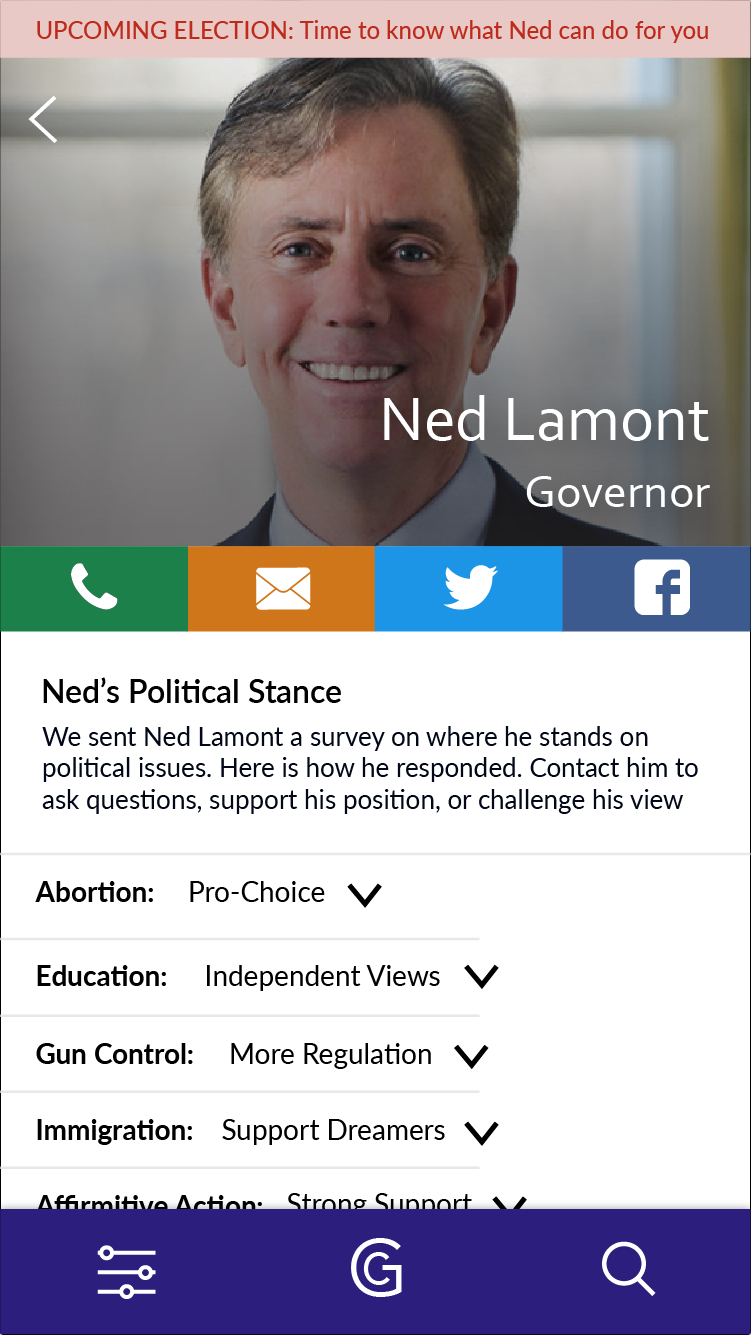 UPCOMING ELECTION: Time to know what Ned can do for you
Ned Lamont
Governor
Ned’s Political Stance
We sent Ned Lamont a survey on where he stands on
political issues. Here is how he responded. Contact him to
ask questions, support his position, or challenge his view
Abortion: Pro-Choice
Education: Independent Views
Gun Control: More Regulation
Immigration: Support Dreamers
Affirmitive Action: Strong Support
G